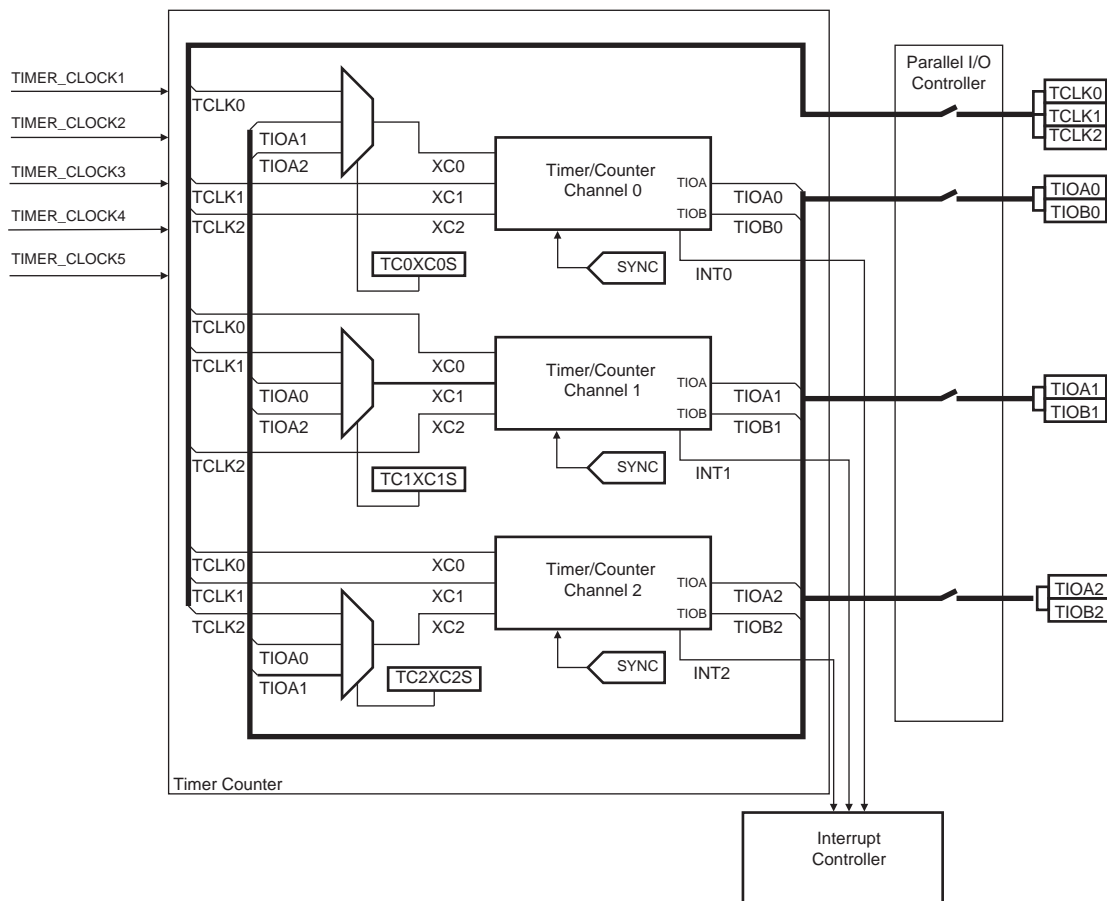 TIMER_CLOCK1
TIMER_CLOCK2
TIMER_CLOCK3
TIMER_CLOCK4
TIMER_CLOCK5
TCLK0
TIOA1
TIOA2
TCLK1
TCLK2
XC0
XC1
XC2
TC0XC0S
Timer/Counter
Channel 0
TIOA
TIOB
TIOA0
TIOB0
SYNC
INT0
TCLK0
TCLK1
TIOA0
TIOA2
TCLK2
XC0
XC1
XC2
TC1XC1S
Timer/Counter
Channel 1
TIOA
TIOB
TIOA1
TIOB1
SYNC
INT1
TCLK0
TCLK1
TCLK2
TIOA0
TIOA1
XC0
XC1
XC2
TC2XC2S
Timer/Counter
Channel 2
TIOA
TIOB
TIOA2
TIOB2
SYNC
INT2
Timer Counter
Parallel I/O
Controller
TCLK0
TCLK1
TCLK2
TIOA0
TIOB0
TIOA1
TIOB1
TIOA2
TIOB2
Interrupt
Controller